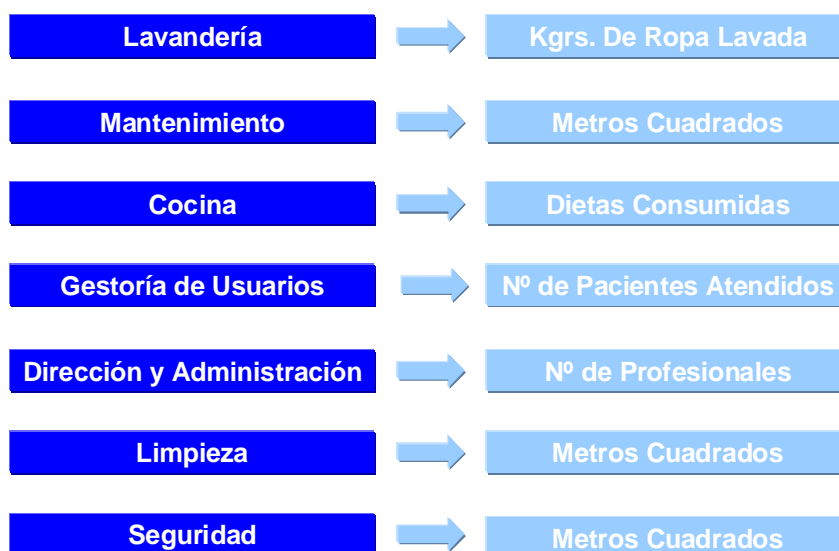 Lavandería
Kgrs. De Ropa Lavada
Mantenimiento
Metros Cuadrados
Cocina
Dietas Consumidas
Gestoría de Usuarios
Nº de Pacientes Atendidos
Dirección y Administración
Nº de Profesionales
Limpieza
Metros Cuadrados
Seguridad
Metros Cuadrados